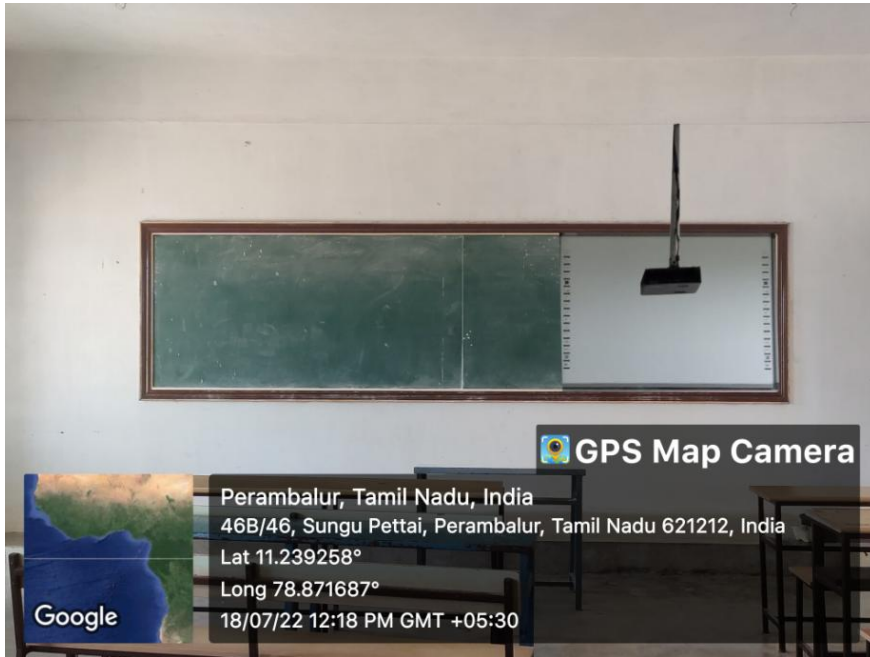 GPS Map Camera
Perambalur, Tamil Nadu, India
46B/46, Sungu Pettai, Perambalur, Tamil Nadu 621212, India
Lat 11.239258°
Long 78.871687°
18/07/22 12:18 PM GMT +05:30
Google